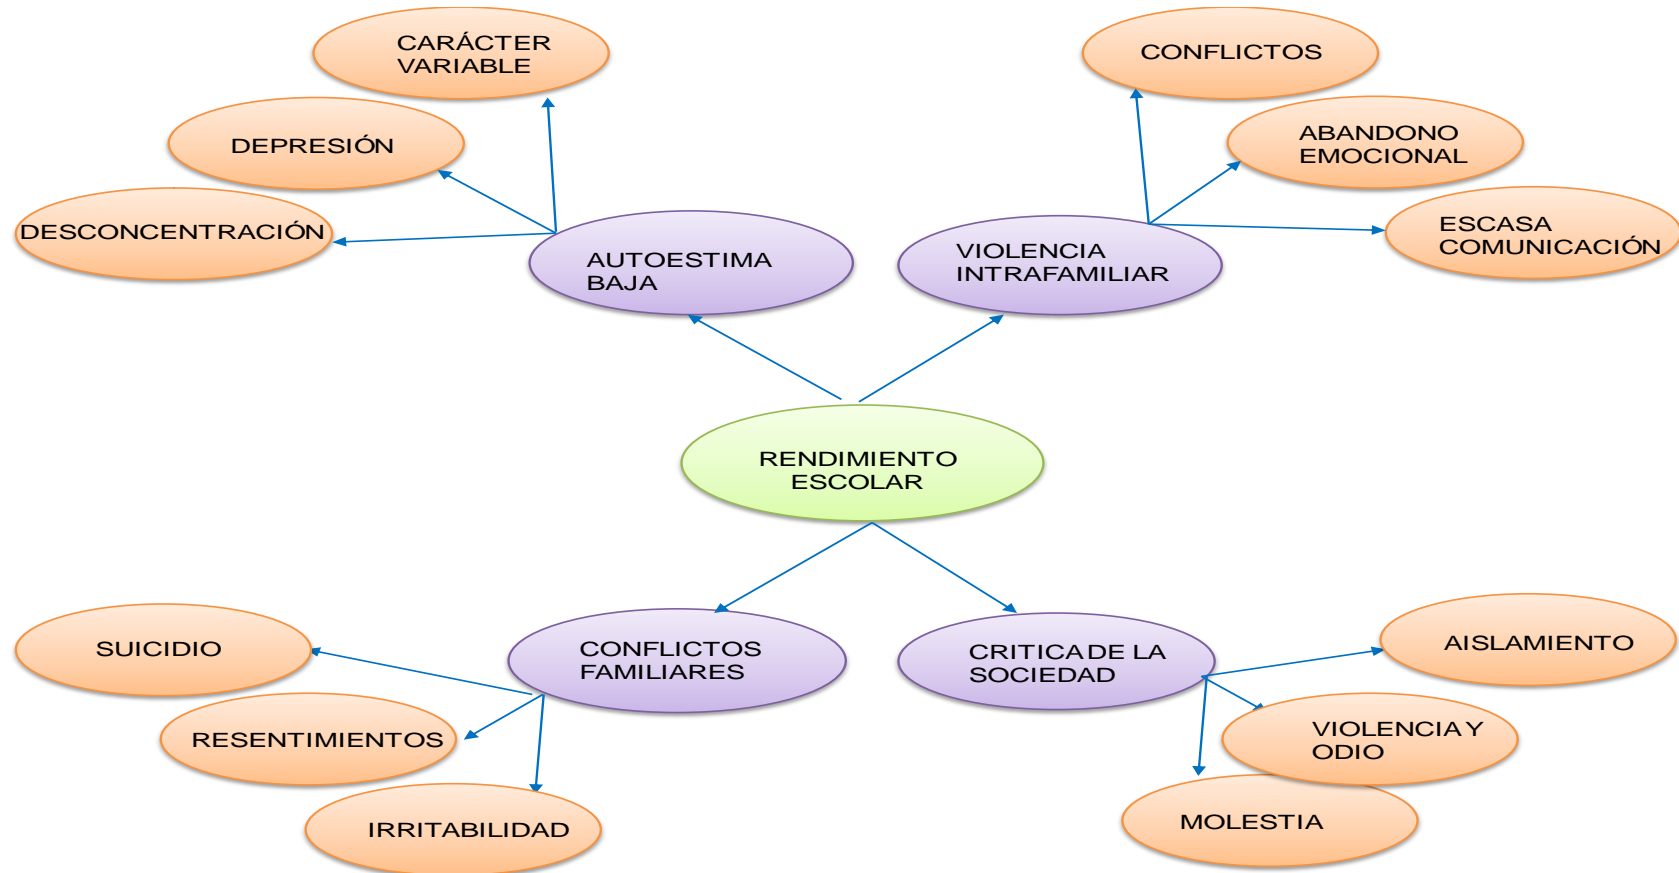 CARÁCTER
VARIABLE
CONFLICTOS
DEPRESIÓN
ABANDONO
EMOCIONAL
DESCONCENTRACIÓN
ESCASA
COMUNICACIÓN
AUTOESTIMA
BAJA
VIOLENCIA
INTRAFAMILIAR
RENDIMIENTO
ESCOLAR
SUICIDIO
CONFLICTOS
FAMILIARES
CRITICA DE LA
SOCIEDAD
AISLAMIENTO
RESENTIMIENTOS
VIOLENCIA Y
ODIO
IRRITABILIDAD
MOLESTIA